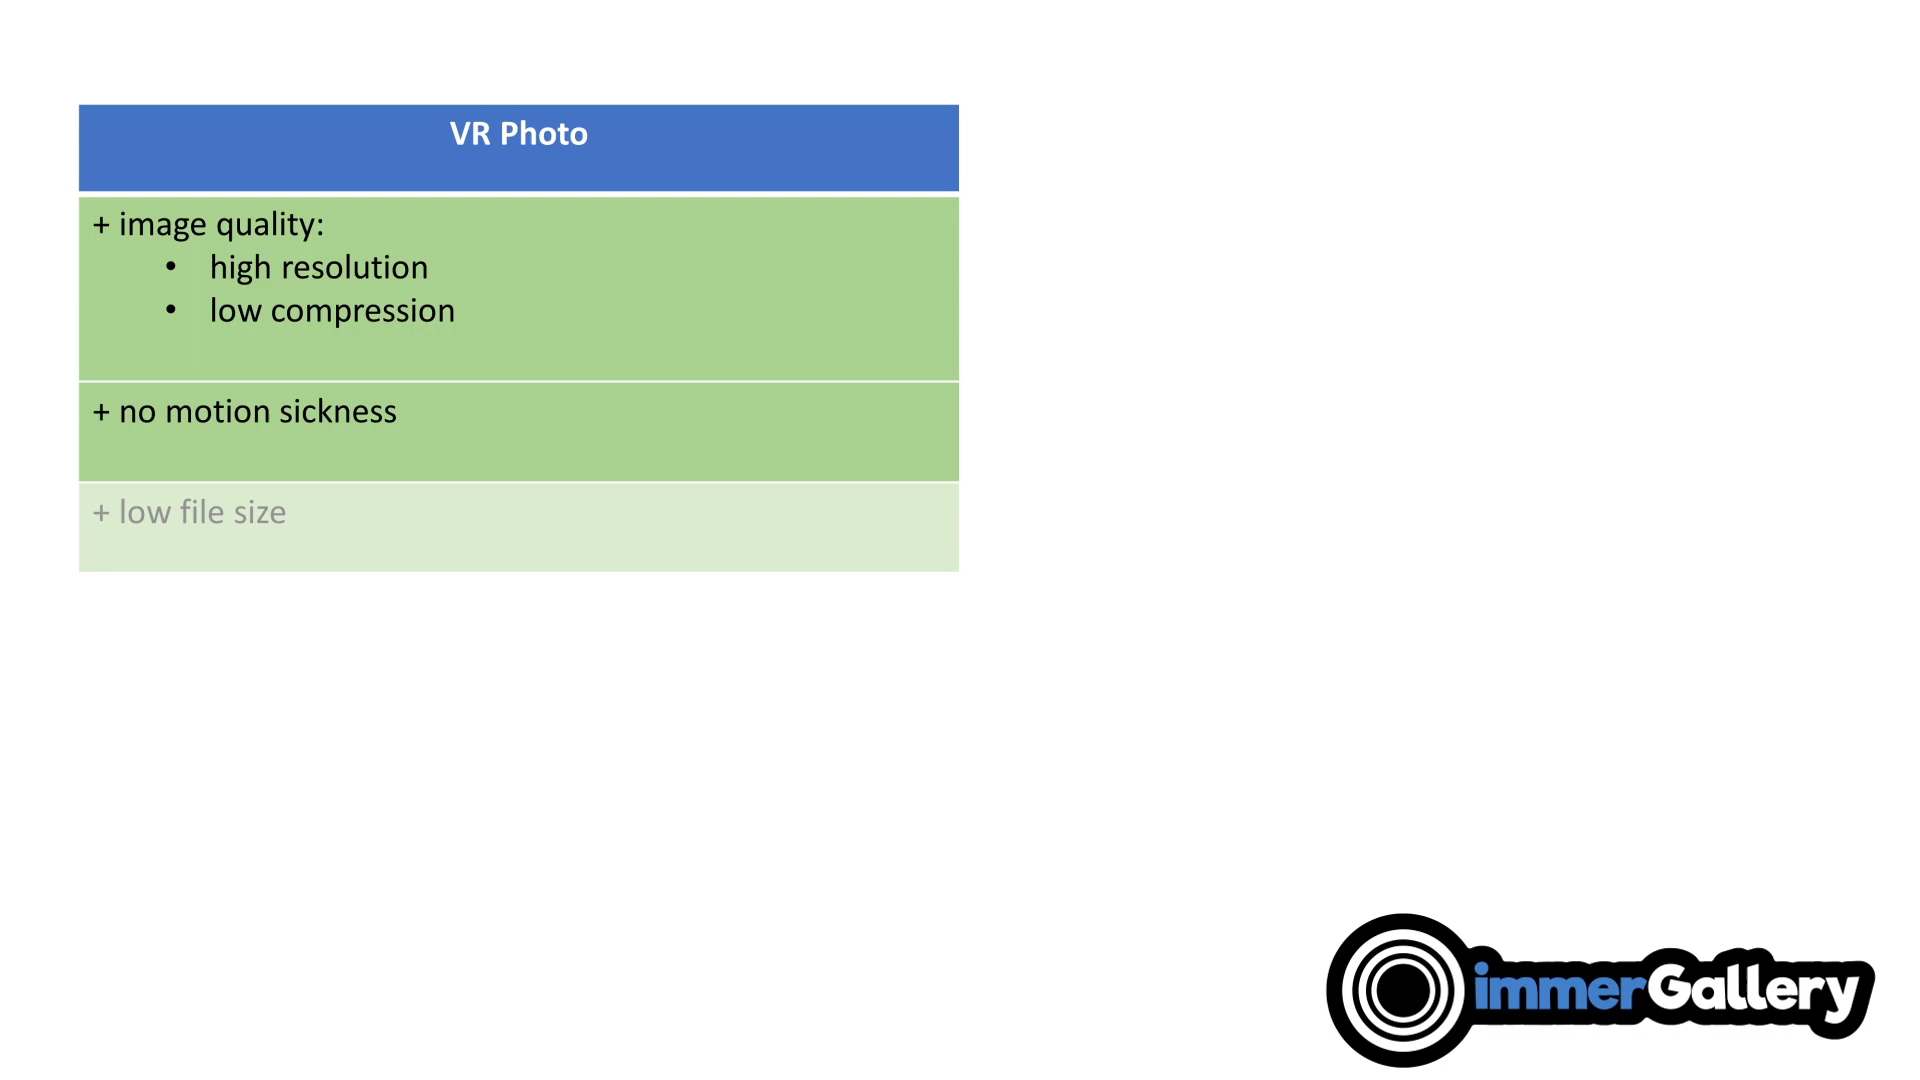 VR Photo
+ image quality:
• high resolution
• low compression
+ no motion sickness
+ low file size
immerGallery